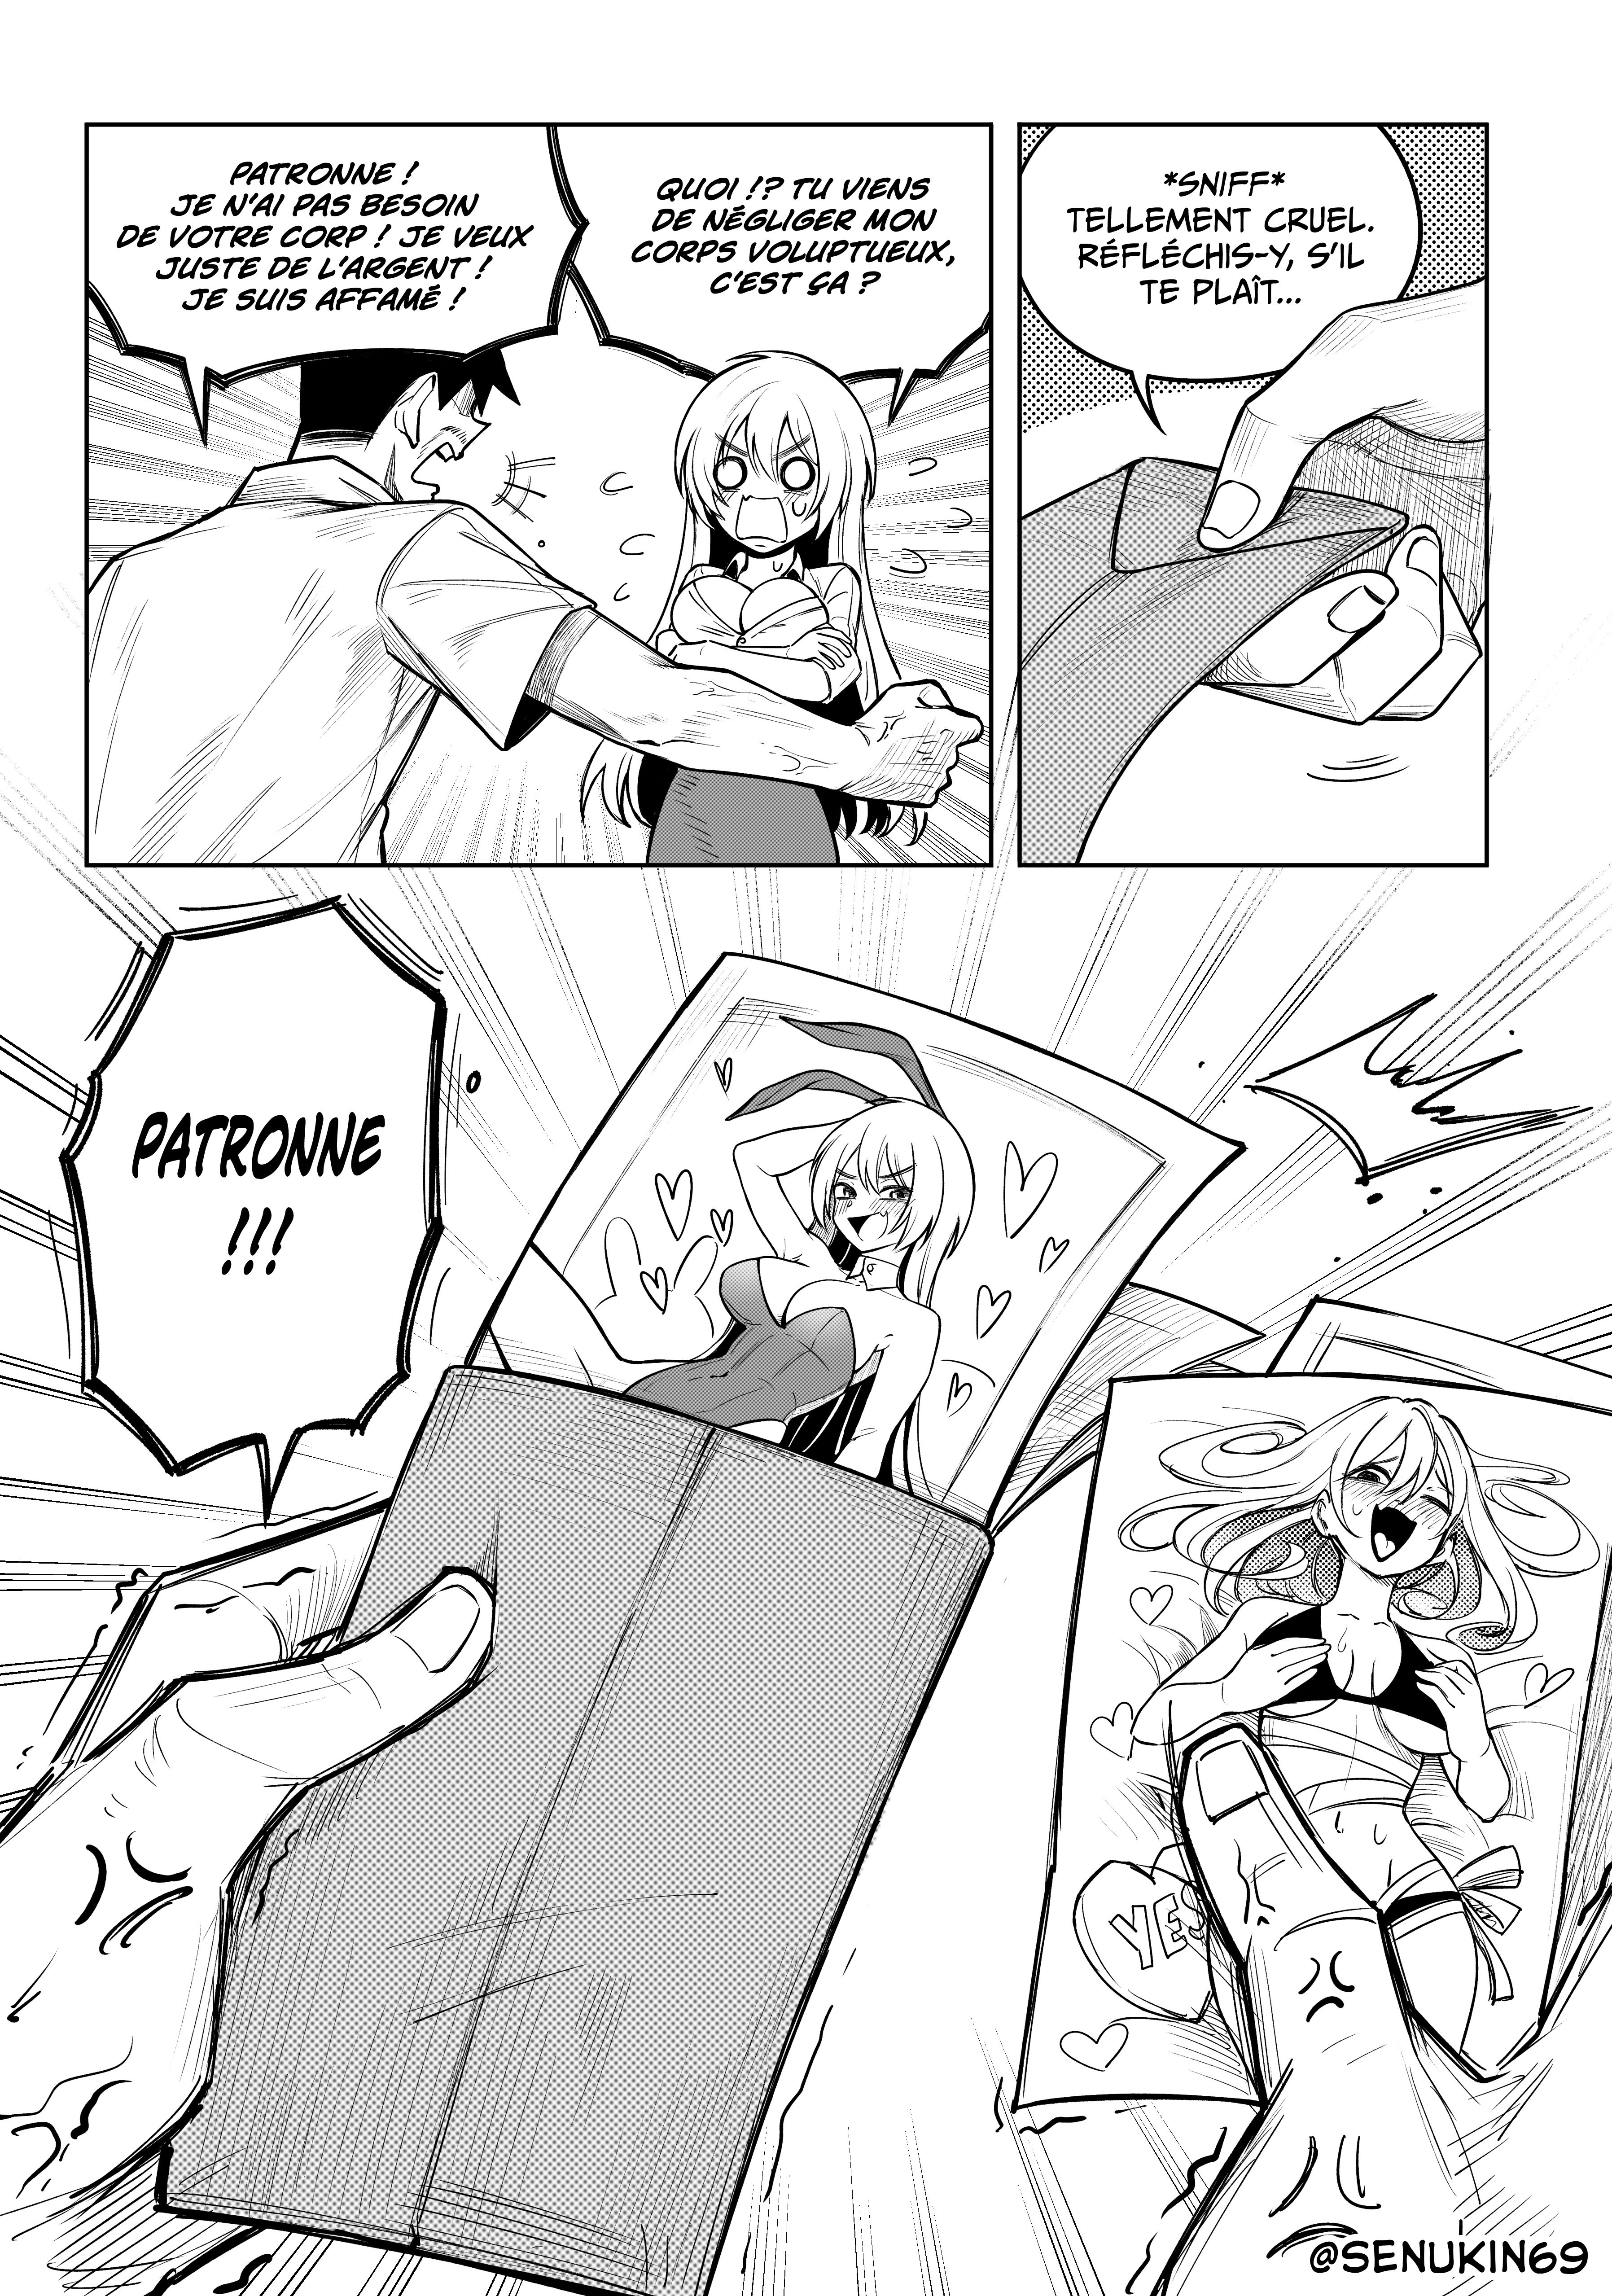 PATRONNE !
JE N'AI PAS BESOIN
DE VOTRE CORP ! JE VEUX
JUSTE DE L'ARGENT !
JE SUIS AFFAMÉ !
QUOI !? TU VIENS
DE NÉGLIGER MON
CORPS VOLUPTUEUX,
C'EST ÇA ?
*SNIFF*
TELLEMENT CRUEL.
RÉFLÉCHIS-Y, S'IL
TE PLAÎT...
PATRONNE
!!!
YES
@SENUKIN69